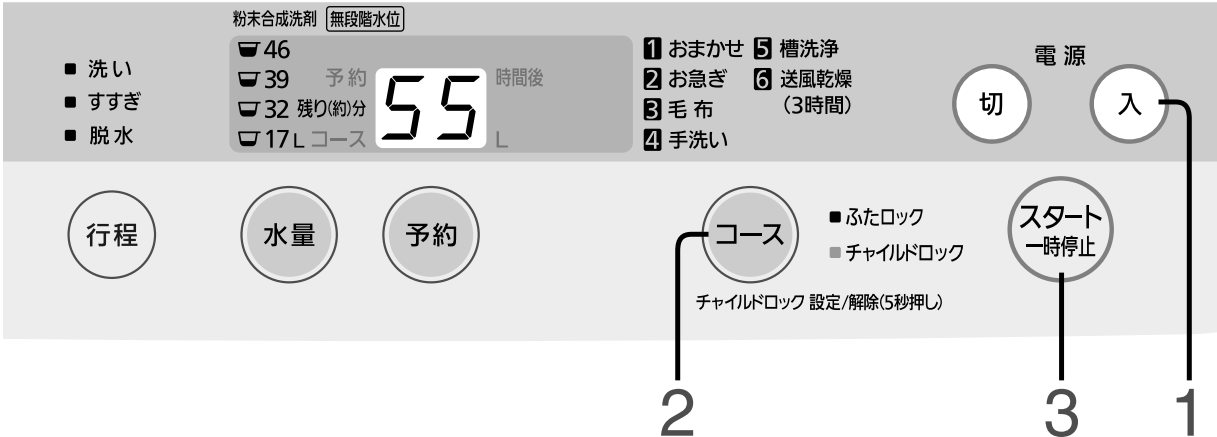 粉末合成洗剤 無段階水位
洗い
すすぎ
脱水
46
39 予約
32 残り(約)分
17 L コース
55
時間後
L
1 おまかせ 5 槽洗浄
2 お急ぎ 6 送風乾燥
3 毛布 (3時間)
4 手洗い
電源
切 入
行程 水量 予約 コース
ふたロック
チャイルドロック
チャイルドロック 設定/解除(5秒押し)
スタート
一時停止
2 3 1